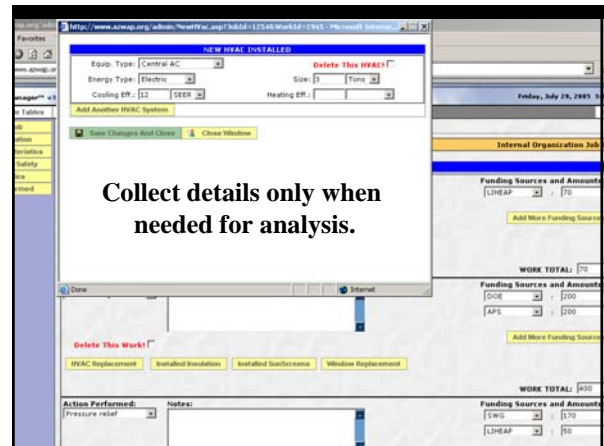 http://www.azwap.org/admin/NewHVac.asp?JobId=1254&WorkId=1945 - Microsoft Internet...
NEW HVAC INSTALLED
Equip. Type: Central AC
Delete This HVAC!
Energy Type: Electric
Size: 3 Tons
Cooling Eff.: 12 SEER
Heating Eff.:
Add Another HVAC System
Save Changes And Close
Close Window
Collect details only when
needed for analysis.
Done
Internet
Favorites
Friday, July 29, 2005
Tables
Safety
Internal Organization Job
Funding Sources and Amounts
LIHEAP : 70
Add More Funding Source
WORK TOTAL: 70
Funding Sources and Amounts
DOE : 200
APS : 200
Add More Funding Source
Delete This Work!
HVAC Replacement
Installed Insulation
Installed SunScreens
Window Replacement
WORK TOTAL: 400
Action Performed:
Notes:
Funding Sources and Amounts
Pressure relief
SWG : 170
LIHEAP : 50